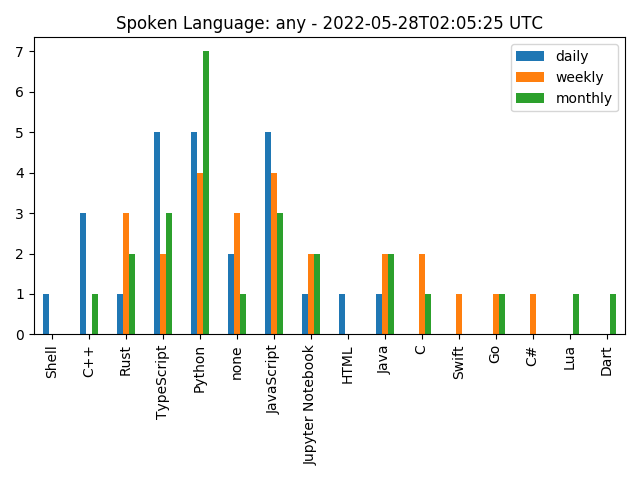 Spoken Language: any - 2022-05-28T02:05:25 UTC
daily
weekly
monthly
7
6
5
4
3
2
1
0
Shell
C++
Rust
TypeScript
Python
none
JavaScript
Jupyter Notebook
HTML
Java
C
Swift
Go
C#
Lua
Dart